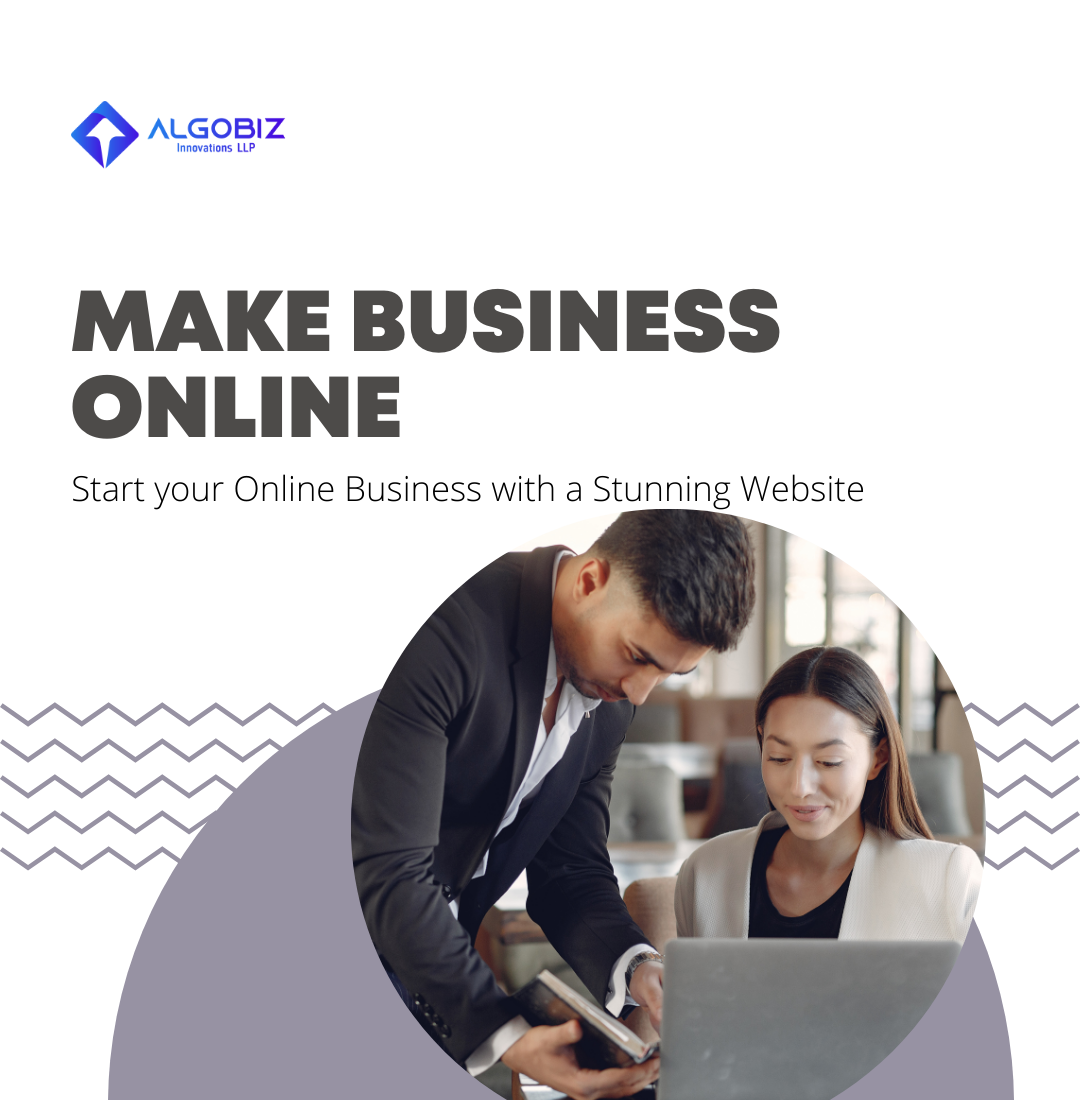 ALGOBIZ
Innovations LLP
MAKE BUSINESS
ONLINE
Start your Online Business with a Stunning Website